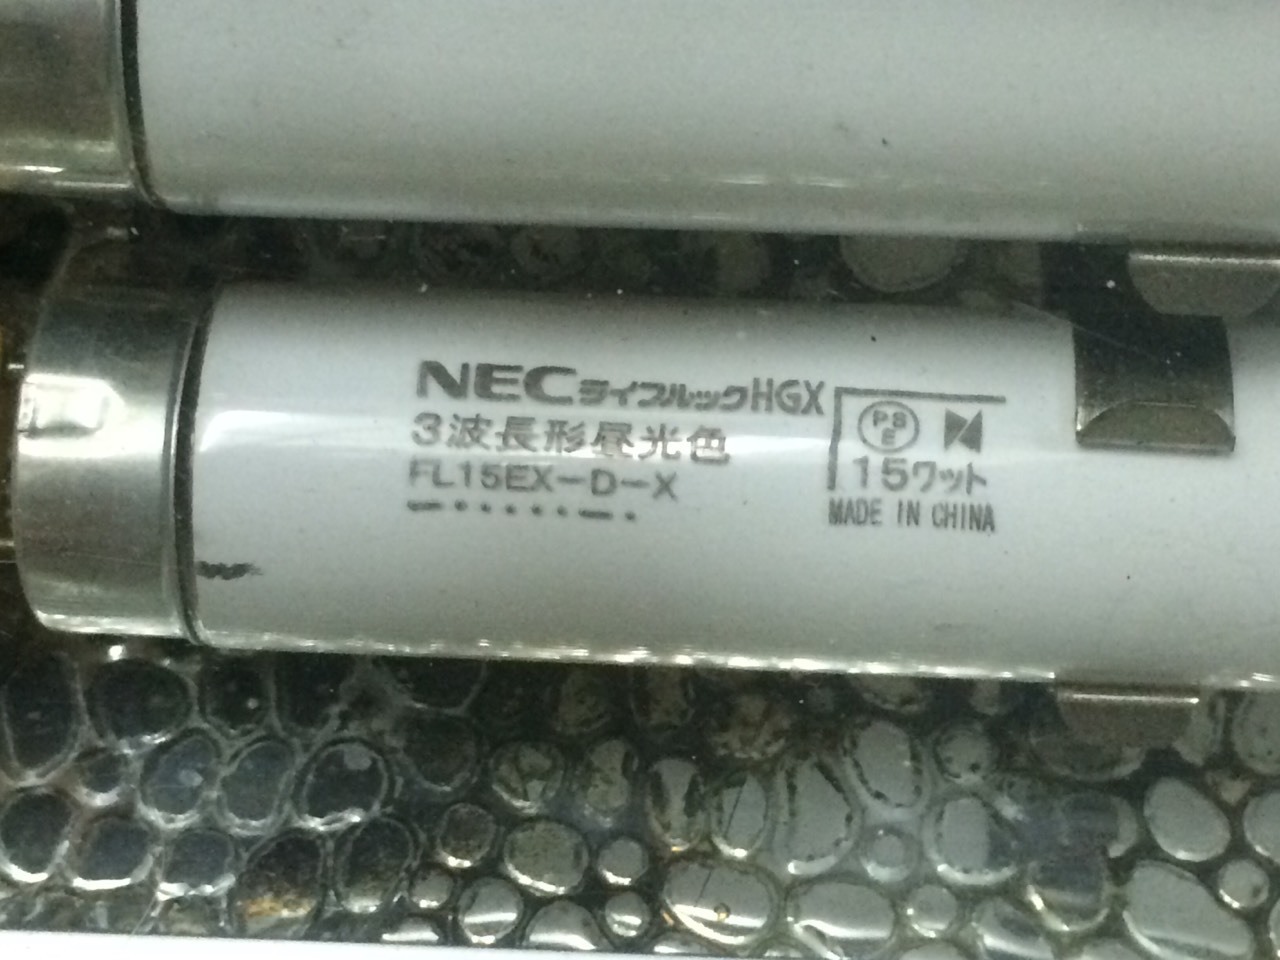 NECライフルックHGX
3波長形昼光色
FL15EX-D-X
PSE
15ワット
MADE IN CHINA